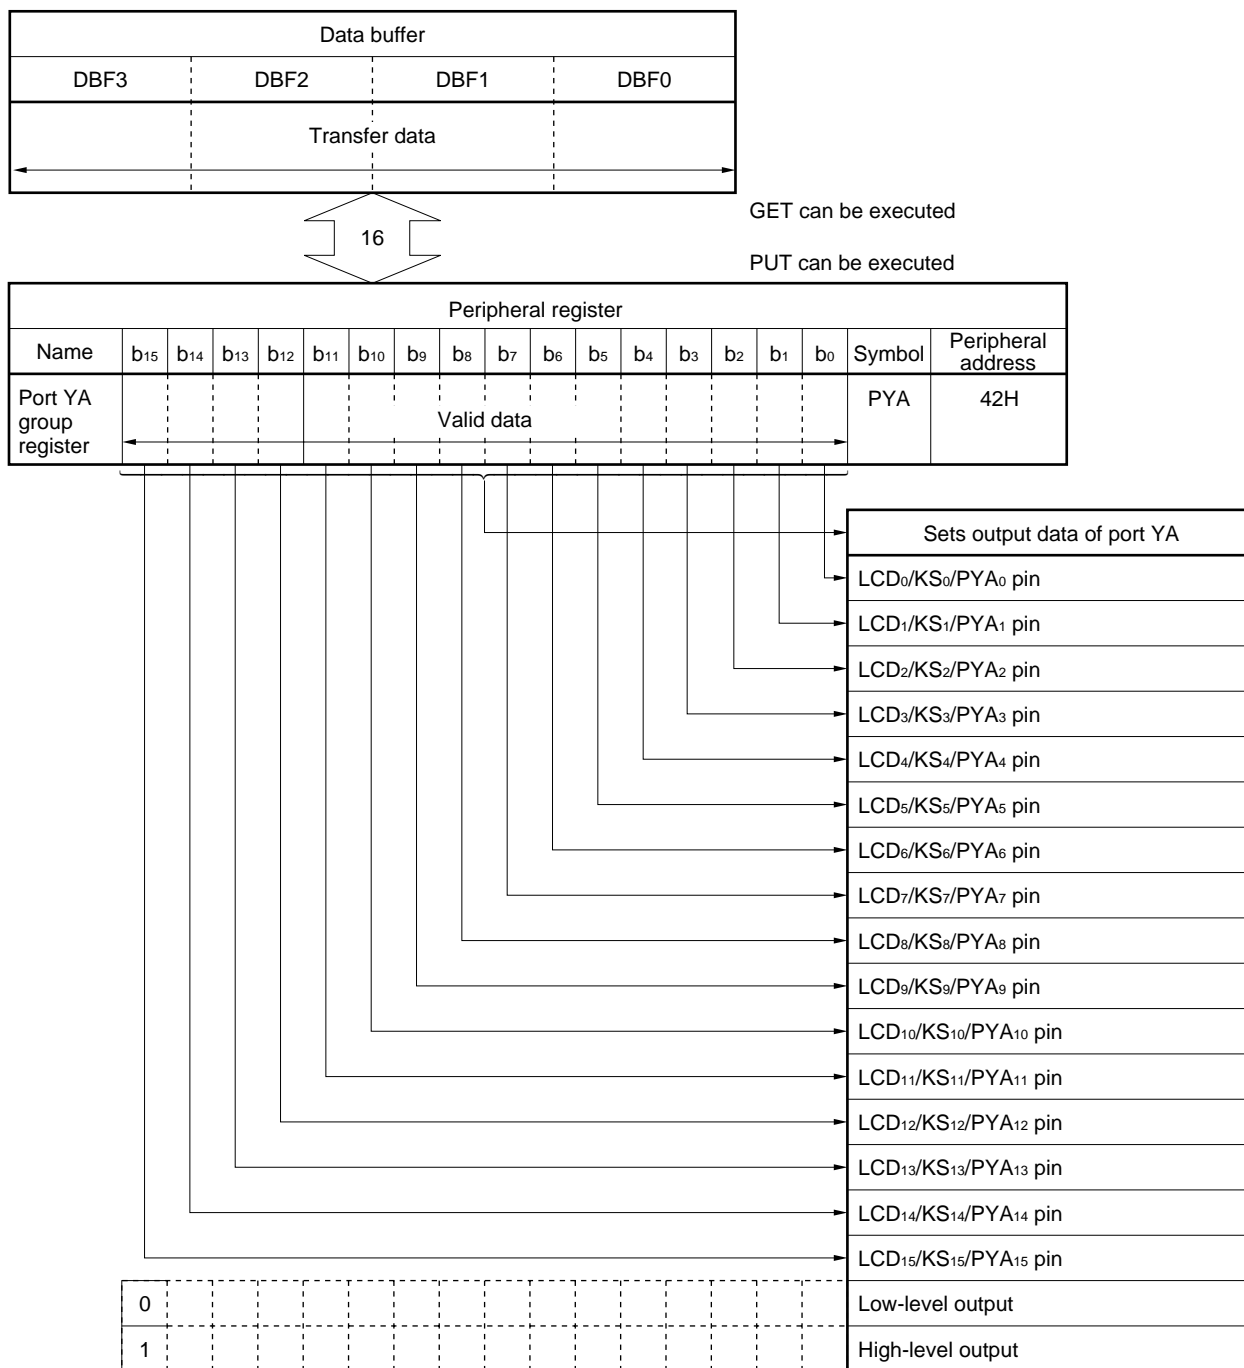 Data buffer
DBF3 DBF2 DBF1 DBF0
Transfer data
GET can be executed
16
PUT can be executed
Peripheral register
Name b15 b14 b13 b12 b11 b10 b9 b8 b7 b6 b5 b4 b3 b2 b1 b0 Symbol Peripheral address
Port YA group register Valid data PYA 42H
Sets output data of port YA
LCD0/KS0/PYA0 pin
LCD1/KS1/PYA1 pin
LCD2/KS2/PYA2 pin
LCD3/KS3/PYA3 pin
LCD4/KS4/PYA4 pin
LCD5/KS5/PYA5 pin
LCD6/KS6/PYA6 pin
LCD7/KS7/PYA7 pin
LCD8/KS8/PYA8 pin
LCD9/KS9/PYA9 pin
LCD10/KS10/PYA10 pin
LCD11/KS11/PYA11 pin
LCD12/KS12/PYA12 pin
LCD13/KS13/PYA13 pin
LCD14/KS14/PYA14 pin
LCD15/KS15/PYA15 pin
0 Low-level output
1 High-level output